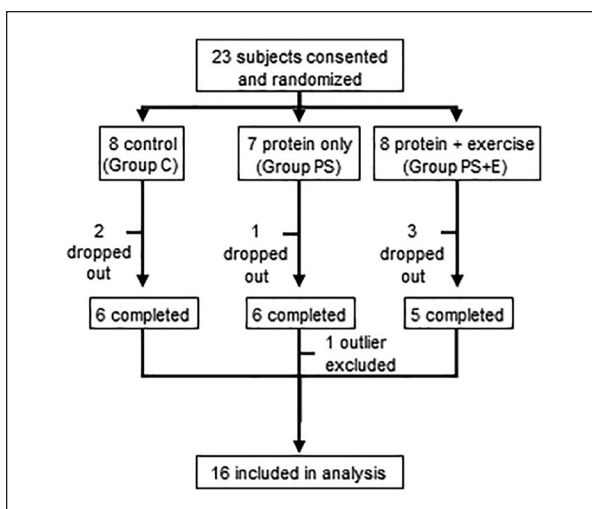 23 subjects consented
and randomized
8 control
(Group C)
7 protein only
(Group PS)
8 protein + exercise
(Group PS+E)
2
dropped
out
1
dropped
out
3
dropped
out
6 completed
6 completed
5 completed
1 outlier
excluded
16 included in analysis